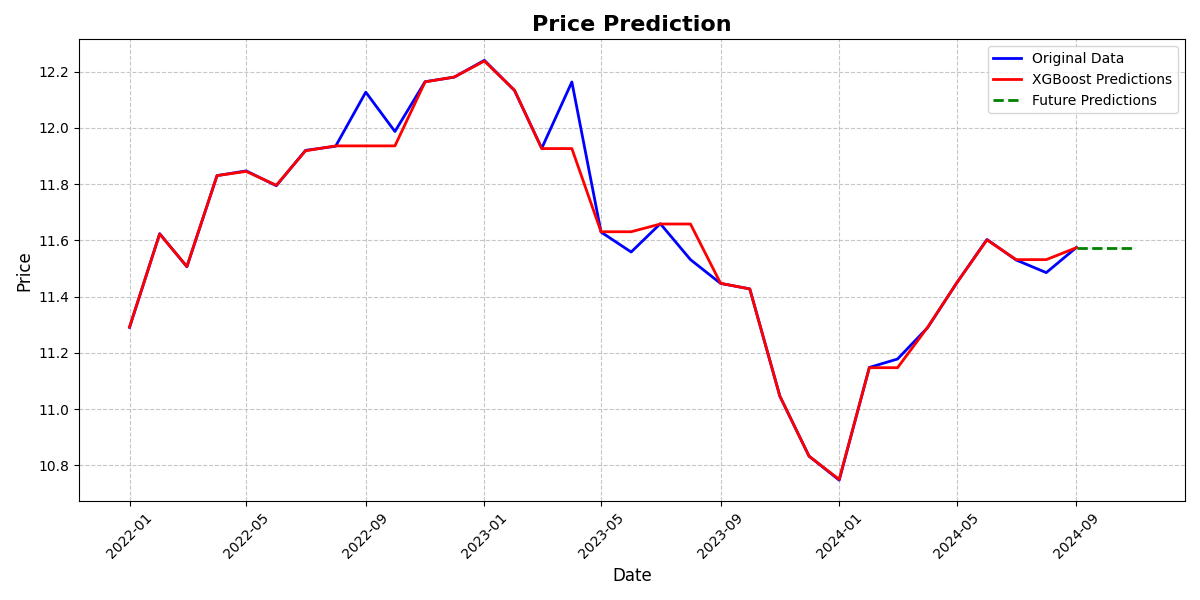 Price Prediction
Original Data
XGBoost Predictions
Future Predictions
Price
12.2
12.0
11.8
11.6
11.4
11.2
11.0
10.8
2022-01
2022-05
2022-09
2023-01
2023-05
2023-09
2024-01
2024-05
2024-09
Date